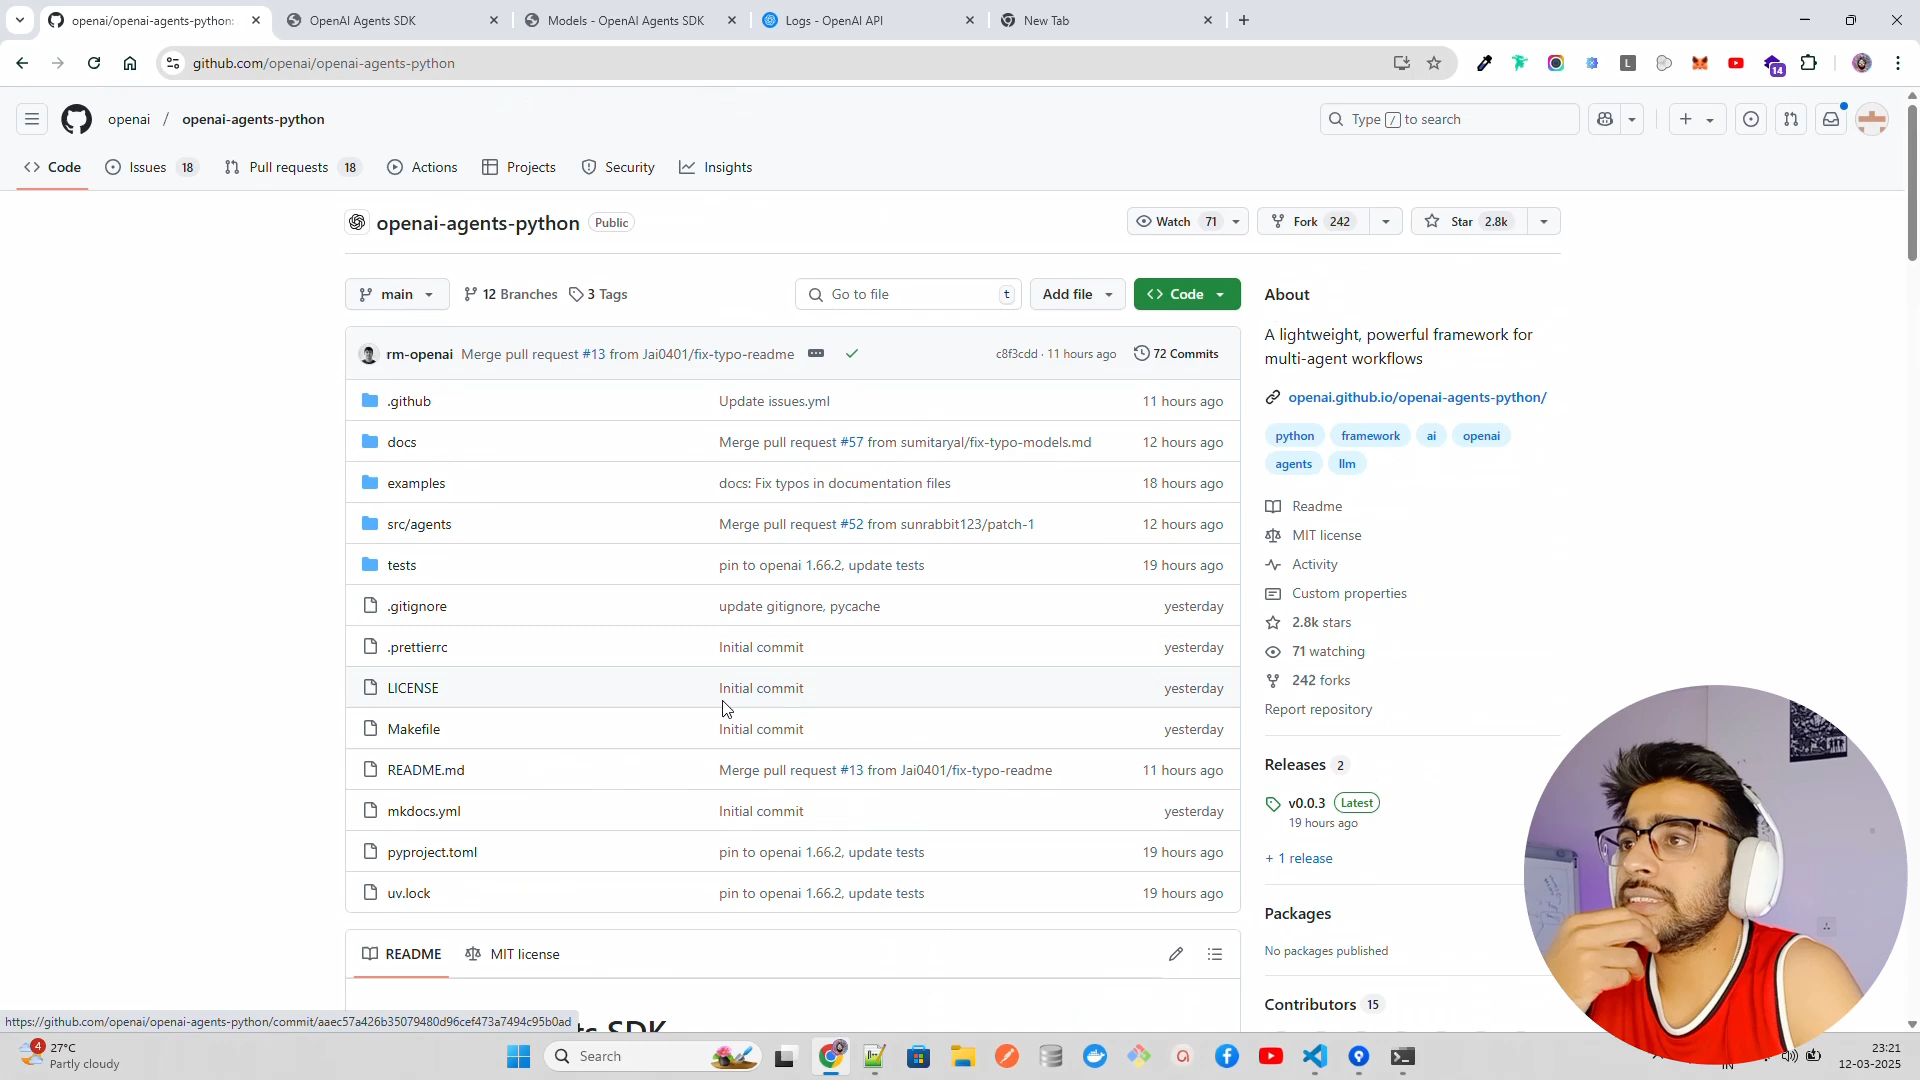 openai/openai-agents-python:
OpenAI Agents SDK
Models - OpenAI Agents SDK
Logs - OpenAI API
New Tab
github.com/openai/openai-agents-python
L
14
openai / openai-agents-python
Type / to search
Code
Issues 18
Pull requests 18
Actions
Projects
Security
Insights
openai-agents-python Public
Watch 71
Fork 242
Star 2.8k
main
12 Branches
3 Tags
Go to file t
Add file
Code
rm-openai Merge pull request #13 from Jai0401/fix-typo-readme
c8f3cdd · 11 hours ago
72 Commits
.github Update issues.yml 11 hours ago
docs Merge pull request #57 from sumitaryal/fix-typo-models.md 12 hours ago
examples docs: Fix typos in documentation files 18 hours ago
src/agents Merge pull request #52 from sunrabbit123/patch-1 12 hours ago
tests pin to openai 1.66.2, update tests 19 hours ago
.gitignore update gitignore, pycache yesterday
.prettierrc Initial commit yesterday
LICENSE Initial commit yesterday
Makefile Initial commit yesterday
README.md Merge pull request #13 from Jai0401/fix-typo-readme 11 hours ago
mkdocs.yml Initial commit yesterday
pyproject.toml pin to openai 1.66.2, update tests 19 hours ago
uv.lock pin to openai 1.66.2, update tests 19 hours ago
README
MIT license
About
A lightweight, powerful framework for
multi-agent workflows
openai.github.io/openai-agents-python/
python framework ai openai
agents llm
Readme
MIT license
Activity
Custom properties
2.8k stars
71 watching
242 forks
Report repository
Releases 2
v0.0.3 Latest
19 hours ago
+ 1 release
Packages
No packages published
Contributors 15
https://github.com/openai/openai-agents-python/commit/aaec57a426b35079480d96cef473a7494c95b0ad
SDK
4
27°C
Partly cloudy
Search
IN
23:21
12-03-2025